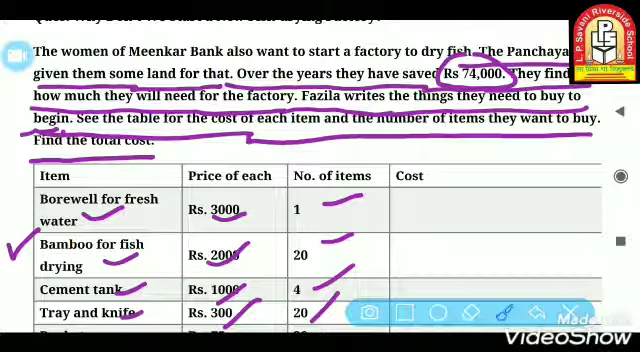 The women of Meenkar Bank also want to start a factory to dry fish. The Panchaya
given them some land for that. Over the years they have saved Rs 74,000. They find
how much they will need for the factory. Fazila writes the things they need to buy to
begin. See the table for the cost of each item and the number of items they want to buy.
Find the total cost.
Item Price of each No. of items Cost
Borewell for fresh water Rs. 3000 1
Bamboo for fish drying Rs. 2000 20
Cement tank Rs. 1000 4
Tray and knife Rs. 300 20
L. P. Savani Riverside School
LPS
Made
VideoShow